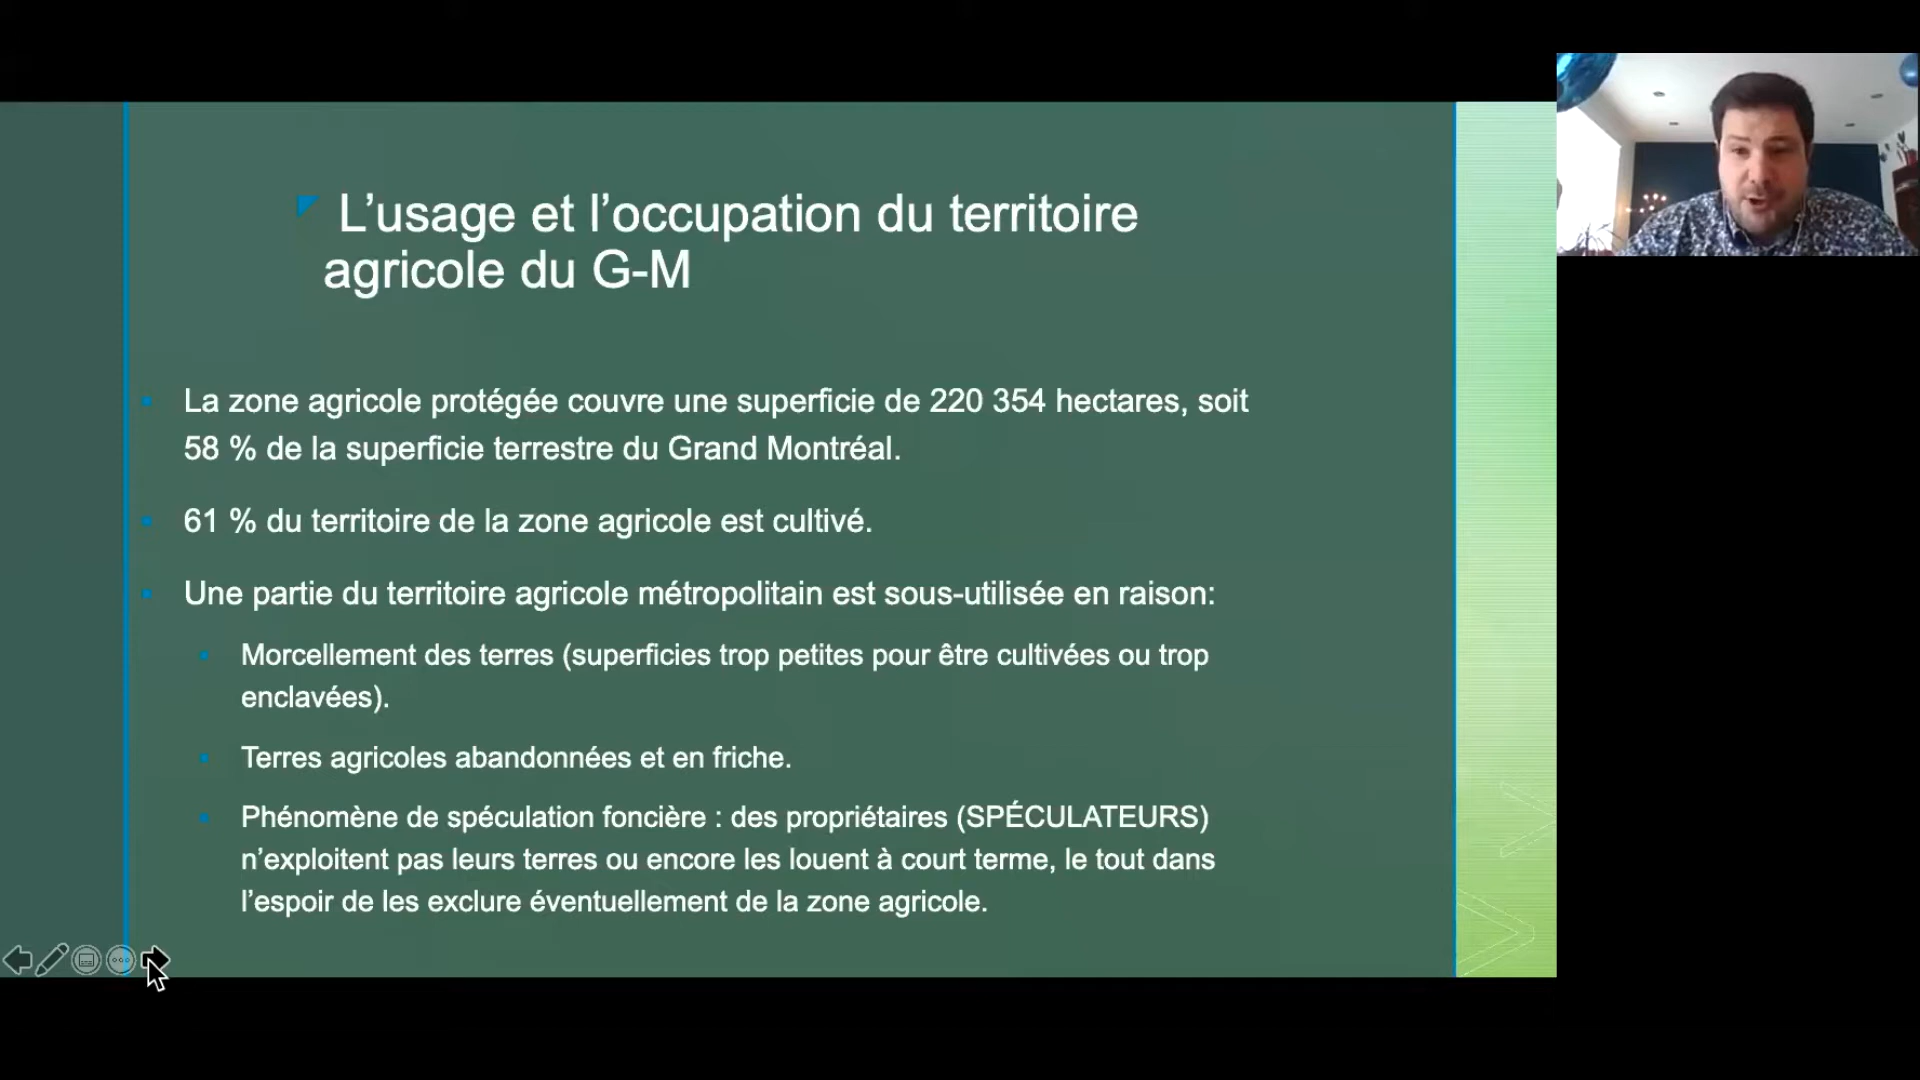 L’usage et l’occupation du territoire
agricole du G-M
La zone agricole protégée couvre une superficie de 220 354 hectares, soit
58 % de la superficie terrestre du Grand Montréal.
61 % du territoire de la zone agricole est cultivé.
Une partie du territoire agricole métropolitain est sous-utilisée en raison:
Morcellement des terres (superficies trop petites pour être cultivées ou trop
enclavées).
Terres agricoles abandonnées et en friche.
Phénomène de spéculation foncière : des propriétaires (SPÉCULATEURS)
n’exploitent pas leurs terres ou encore les louent à court terme, le tout dans
l’espoir de les exclure éventuellement de la zone agricole.